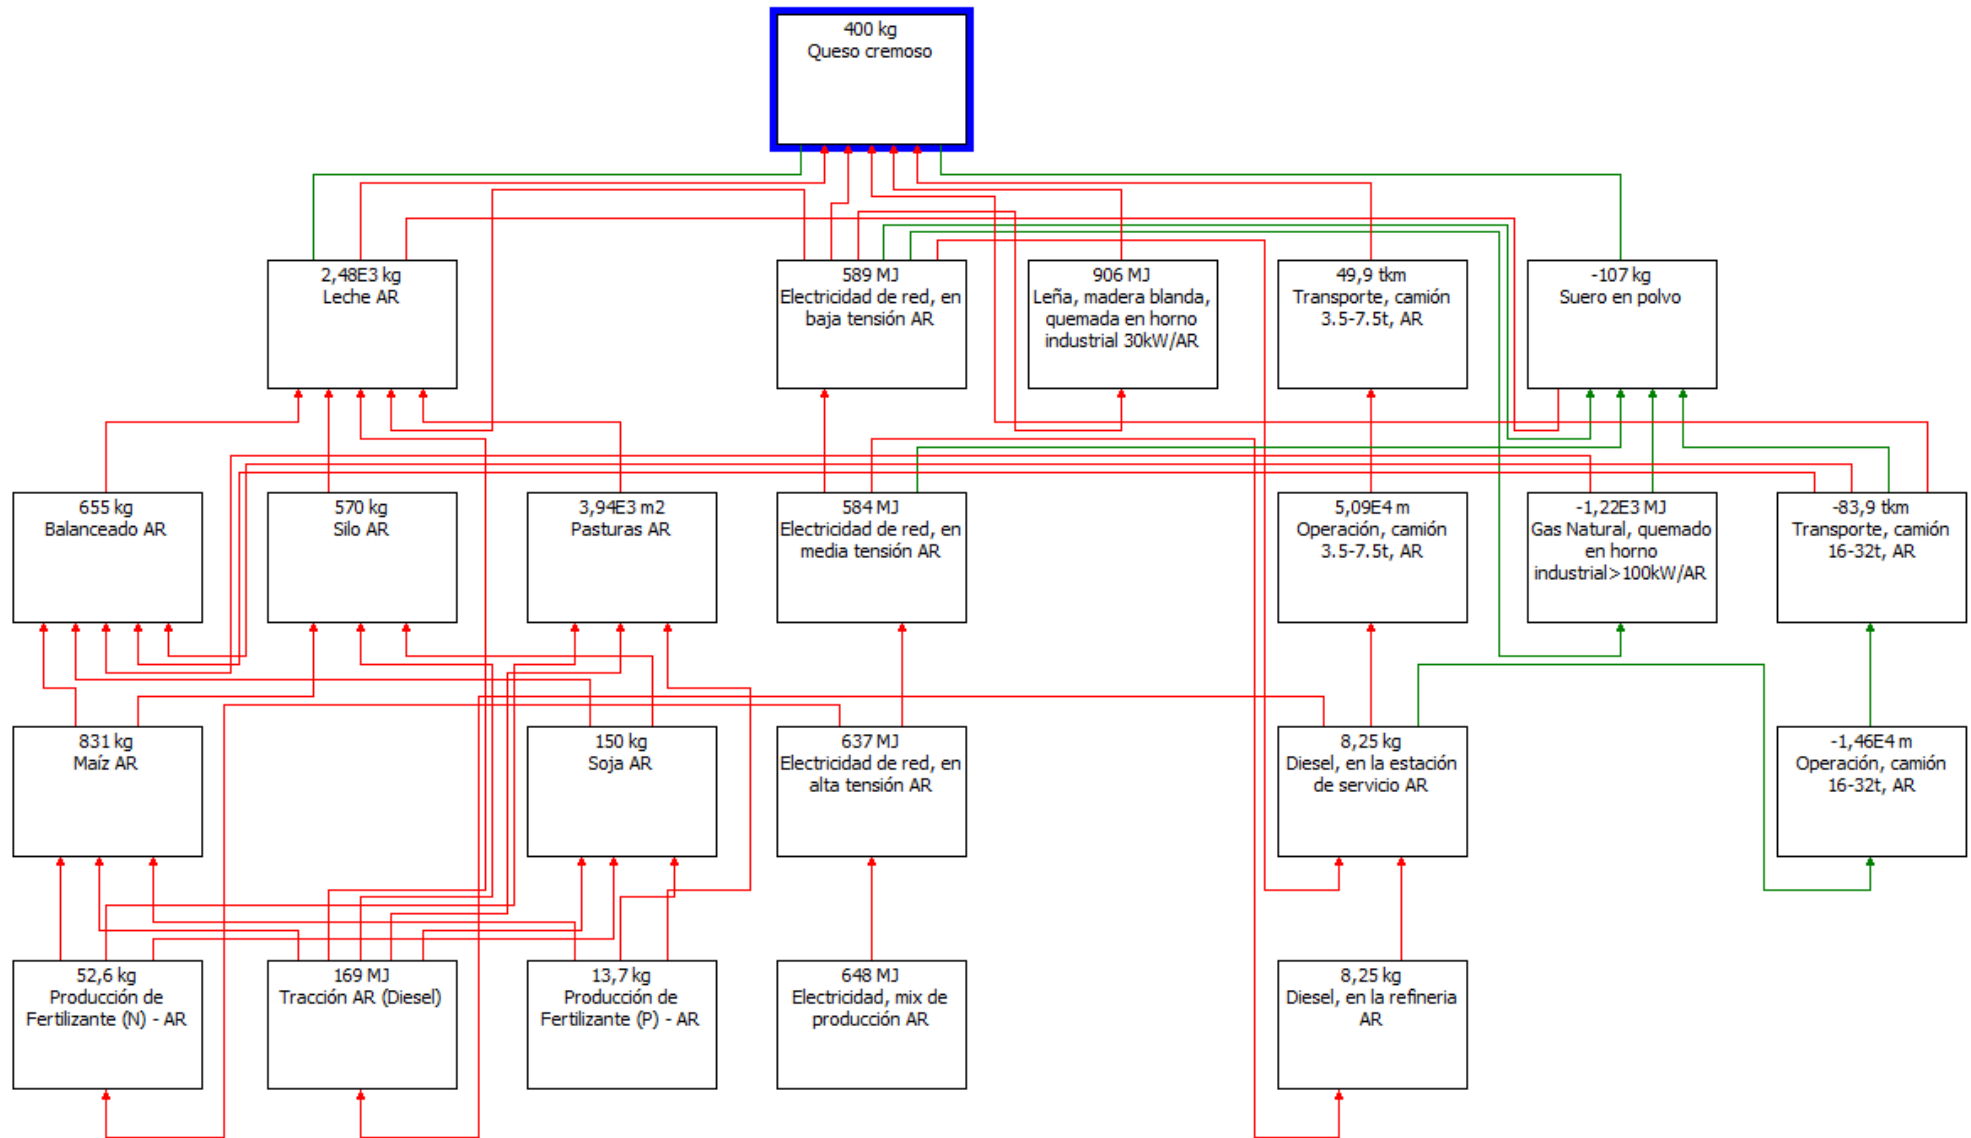 400 kg
Queso cremoso
2,48E3 kg
Leche AR
589 MJ
Electricidad de red, en
baja tensión AR
906 MJ
Leña, madera blanda,
quemada en horno
industrial 30kW/AR
49,9 tkm
Transporte, camión
3.5-7.5t, AR
-107 kg
Suero en polvo
655 kg
Balanceado AR
570 kg
Silo AR
3,94E3 m2
Pasturas AR
584 MJ
Electricidad de red, en
media tensión AR
5,09E4 m
Operación, camión
3.5-7.5t, AR
-1,22E3 MJ
Gas Natural, quemado
en horno
industrial>100kW/AR
-83,9 tkm
Transporte, camión
16-32t, AR
831 kg
Maíz AR
150 kg
Soja AR
637 MJ
Electricidad de red, en
alta tensión AR
8,25 kg
Diesel, en la estación
de servicio AR
-1,46E4 m
Operación, camión
16-32t, AR
52,6 kg
Producción de
Fertilizante (N) - AR
169 MJ
Tracción AR (Diesel)
13,7 kg
Producción de
Fertilizante (P) - AR
648 MJ
Electricidad, mix de
producción AR
8,25 kg
Diesel, en la refineria
AR